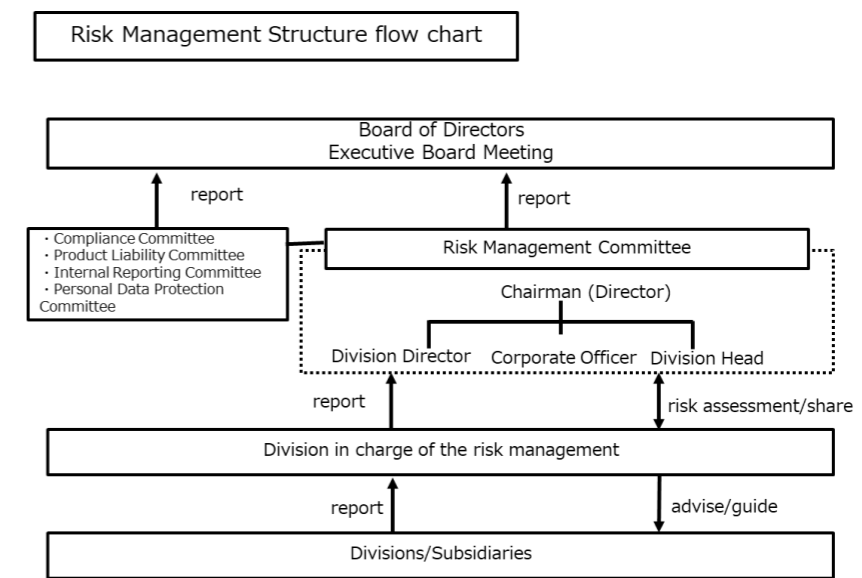 Risk Management Structure flow chart
Board of Directors
Executive Board Meeting
report
report
・Compliance Committee
・Product Liability Committee
・Internal Reporting Committee
・Personal Data Protection
Committee
Risk Management Committee
Chairman (Director)
Division Director
Corporate Officer
Division Head
report
risk assessment/share
Division in charge of the risk management
report
advise/guide
Divisions/Subsidiaries